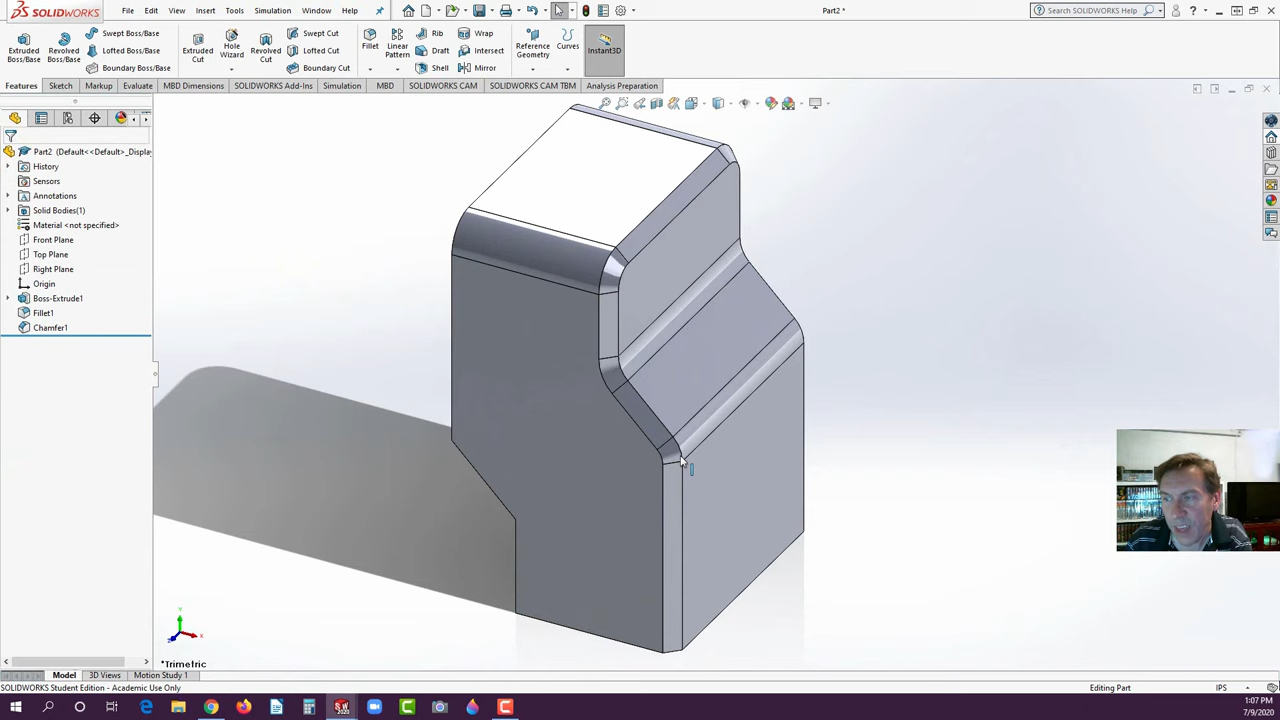 SOLIDWORKS File Edit View Insert Tools Simulation Window Help Part2 * Search SOLIDWORKS Help
Extruded Boss/Base
Revolved Boss/Base
Swept Boss/Base
Lofted Boss/Base
Boundary Boss/Base
Extruded Cut
Hole Wizard
Revolved Cut
Swept Cut
Lofted Cut
Boundary Cut
Fillet
Linear Pattern
Rib
Draft
Shell
Wrap
Intersect
Mirror
Reference Geometry
Curves
Instant3D
Features Sketch Markup Evaluate MBD Dimensions SOLIDWORKS Add-Ins Simulation MBD SOLIDWORKS CAM SOLIDWORKS CAM TBM Analysis Preparation
Part2 (Default<<Default>_Display
History
Sensors
Annotations
Solid Bodies(1)
Material <not specified>
Front Plane
Top Plane
Right Plane
Origin
Boss-Extrude1
Fillet1
Chamfer1
*Trimetric
Model 3D Views Motion Study 1
SOLIDWORKS Student Edition - Academic Use Only Editing Part IPS
1:07 PM
7/9/2020